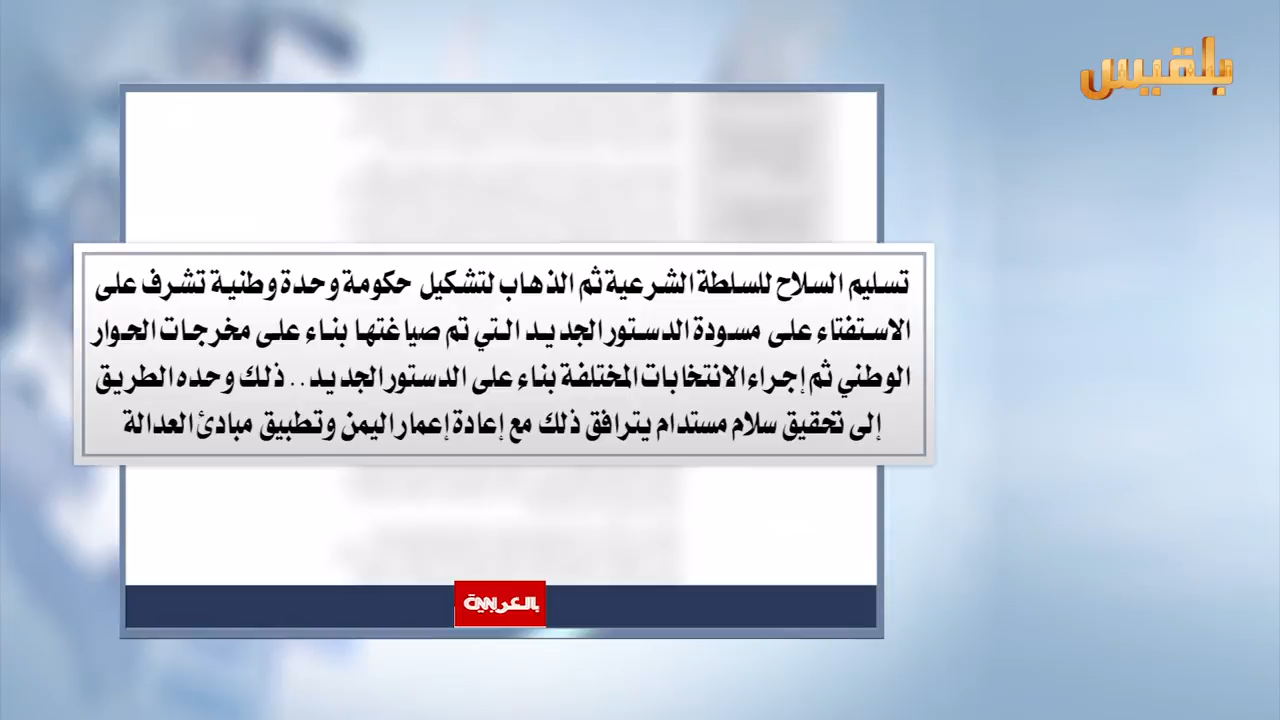 بلقيس
تسليم السلاح للسلطة الشرعية ثم الذهاب لتشكيل حكومة وحدة وطنية تشرف على
الاستفتاء على مسودة الدستور الجديد التي تم صياغتها بناء على مخرجات الحوار
الوطني ثم إجراء الانتخابات المختلفة بناء على الدستور الجديد .. ذلك وحده الطريق
إلى تحقيق سلام مستدام يترافق ذلك مع إعادة إعمار اليمن وتطبيق مبادئ العدالة
بالعربية